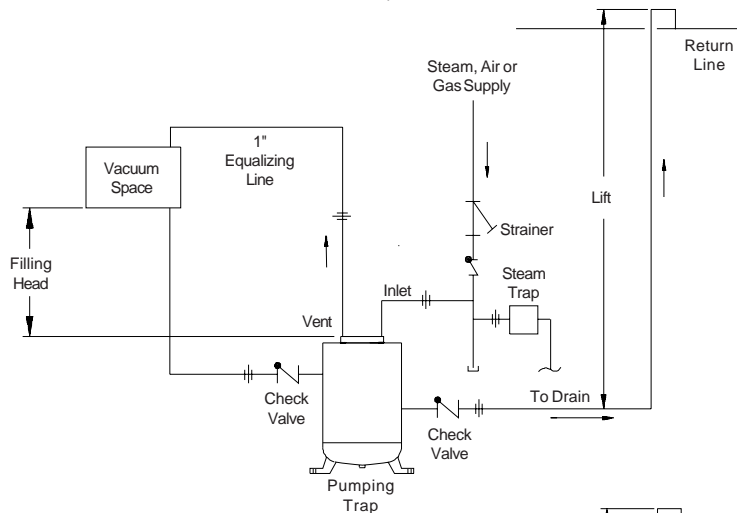 Return
Line
Steam, Air or
Gas Supply
1"
Equalizing
Line
Vacuum
Space
Lift
Strainer
Filling
Head
Steam
Trap
Inlet
Vent
To Drain
Check
Valve
Check
Valve
Pumping
Trap